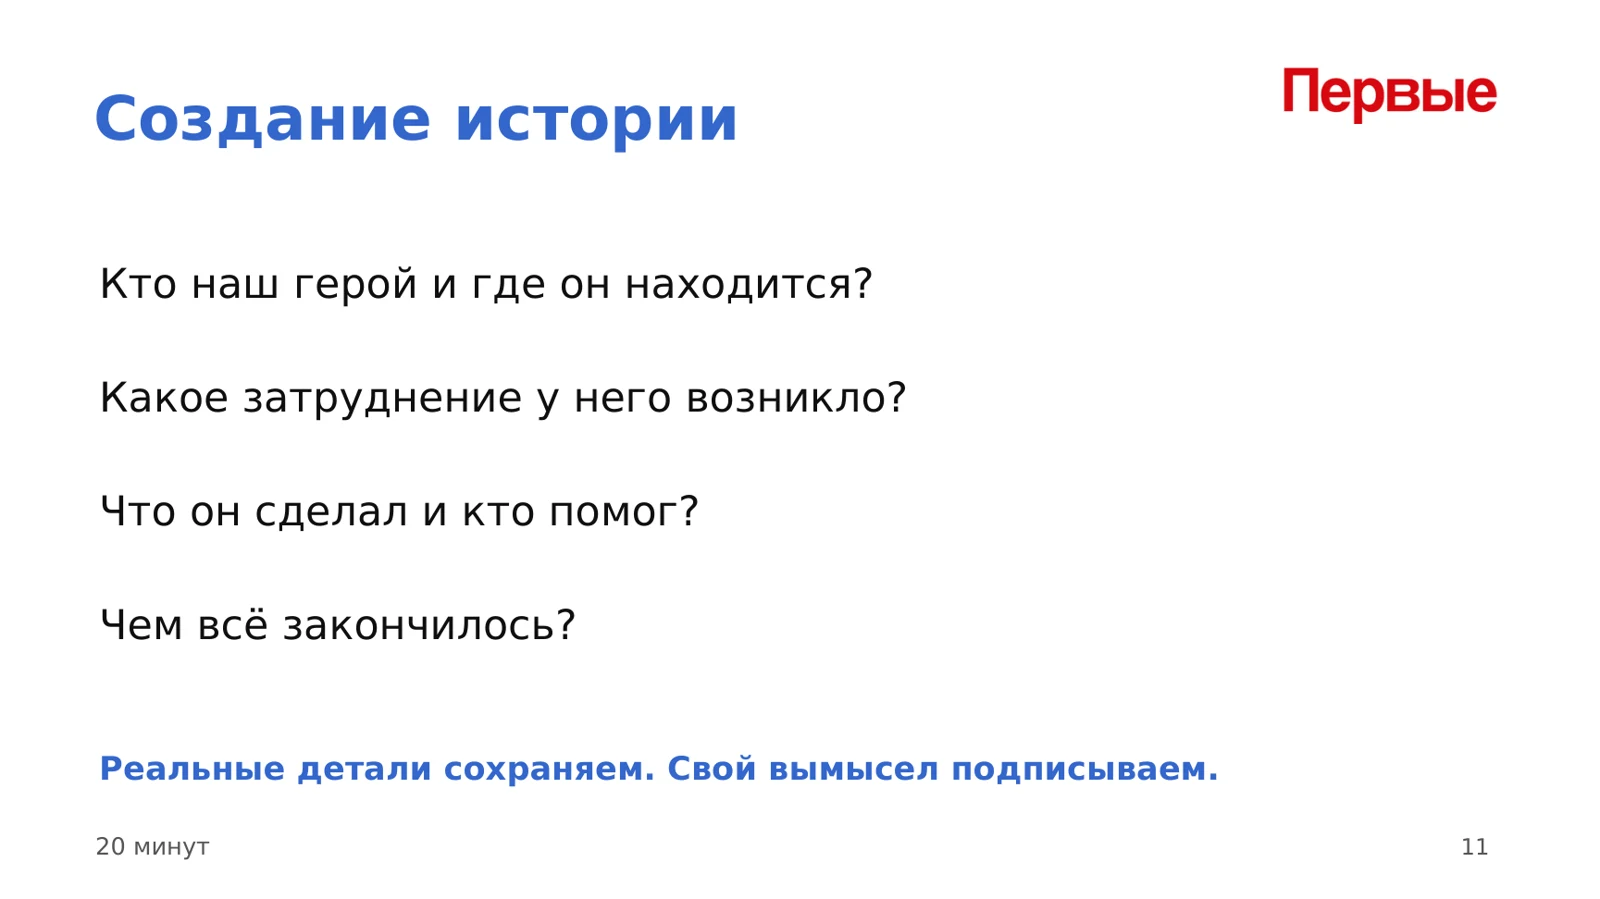 Первые
Создание истории
Кто наш герой и где он находится?
Какое затруднение у него возникло?
Что он сделал и кто помог?
Чем всё закончилось?
Реальные детали сохраняем. Свой вымысел подписываем.
20 минут
11